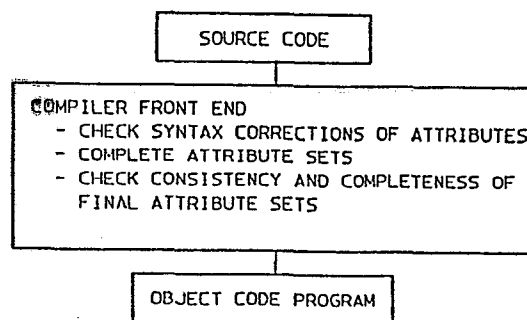 SOURCE CODE
COMPILER FRONT END
- CHECK SYNTAX CORRECTIONS OF ATTRIBUTES
- COMPLETE ATTRIBUTE SETS
- CHECK CONSISTENCY AND COMPLETENESS OF
FINAL ATTRIBUTE SETS
OBJECT CODE PROGRAM